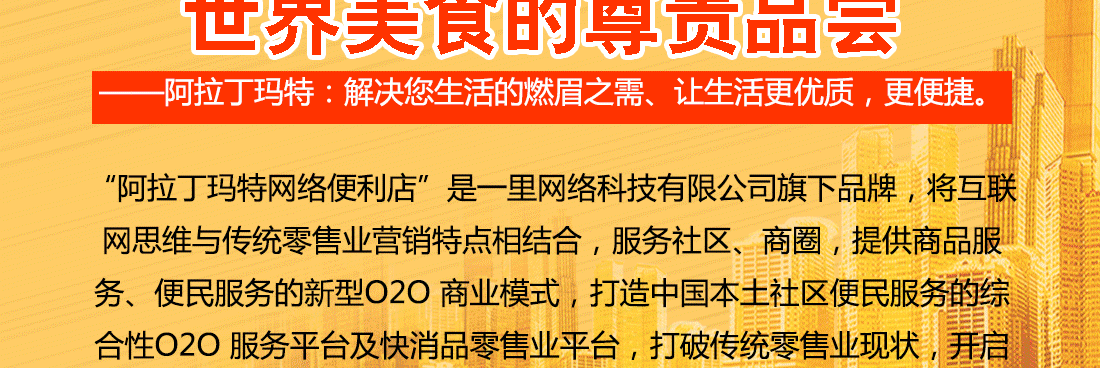 世界美食的尊贵品尝
——阿拉丁玛特：解决您生活的燃眉之需、让生活更优质，更便捷。
“阿拉丁玛特网络便利店”是一里网络科技有限公司旗下品牌，将互联
网思维与传统零售业营销特点相结合，服务社区、商圈，提供商品服
务、便民服务的新型O2O 商业模式，打造中国本土社区便民服务的综
合性O2O 服务平台及快消品零售业平台，打破传统零售业现状，开启